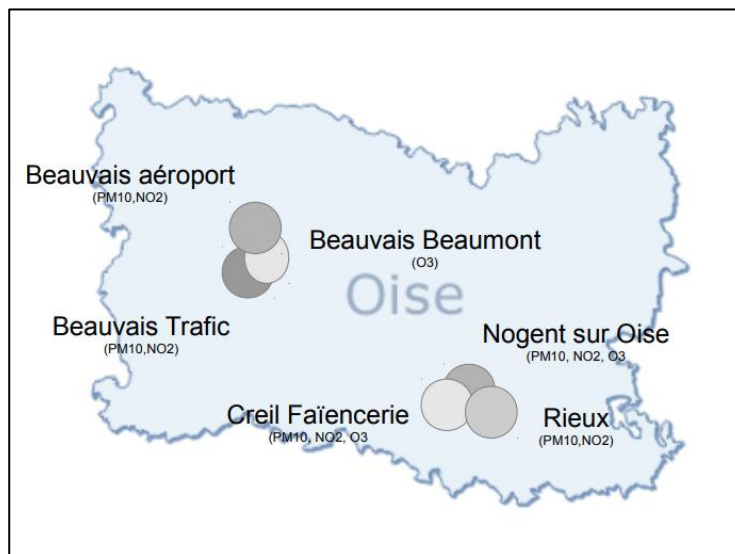 Beauvais aéroport
(PM10,NO2)
Beauvais Beaumont
(O3)
Oise
Beauvais Trafic
(PM10,NO2)
Nogent sur Oise
(PM10, NO2, O3
Creil Faïencerie
(PM10, NO2, O3
Rieux
(PM10,NO2)